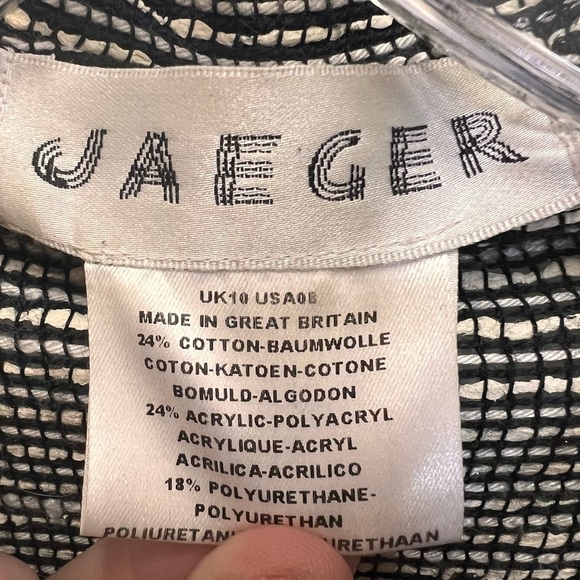 JAEGER
UK10 USA08
MADE IN GREAT BRITAIN
24% COTTON-BAUMWOLLE
COTON-KATOEN-COTONE
BOMULD-ALGODON
24% ACRYLIC-POLYACRYL
ACRYLIQUE-ACRYL
ACRILICA-ACRILICO
18% POLYURETHANE-
POLYURETHAN